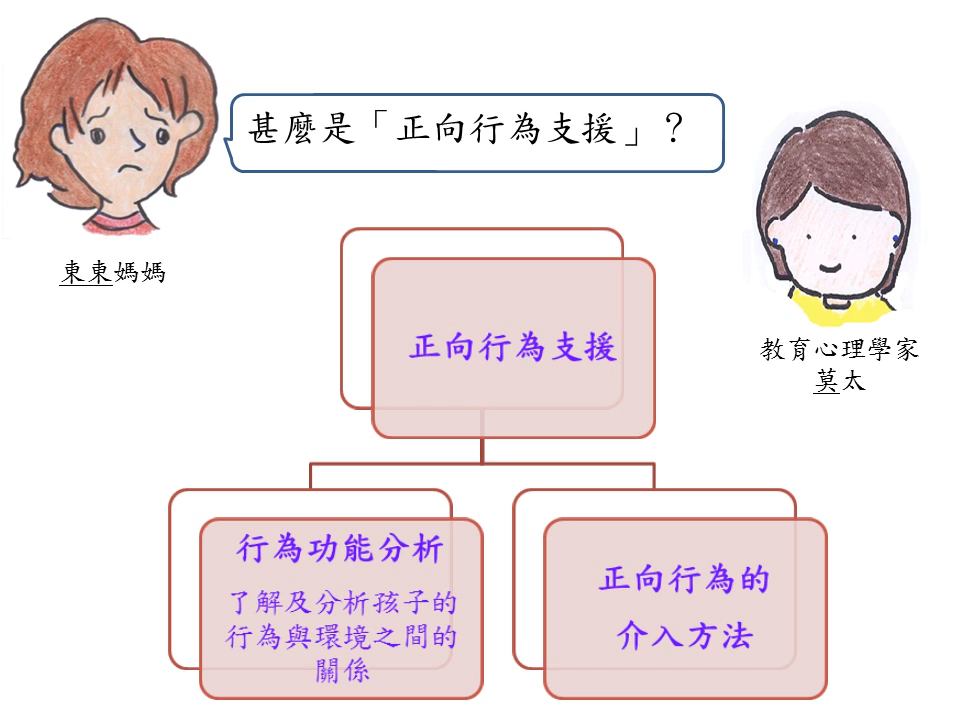 甚麼是「正向行為支援」？
東東媽媽
教育心理學家
莫太
正向行為支援
行為功能分析
了解及分析孩子的
行為與環境之間的
關係
正向行為的
介入方法